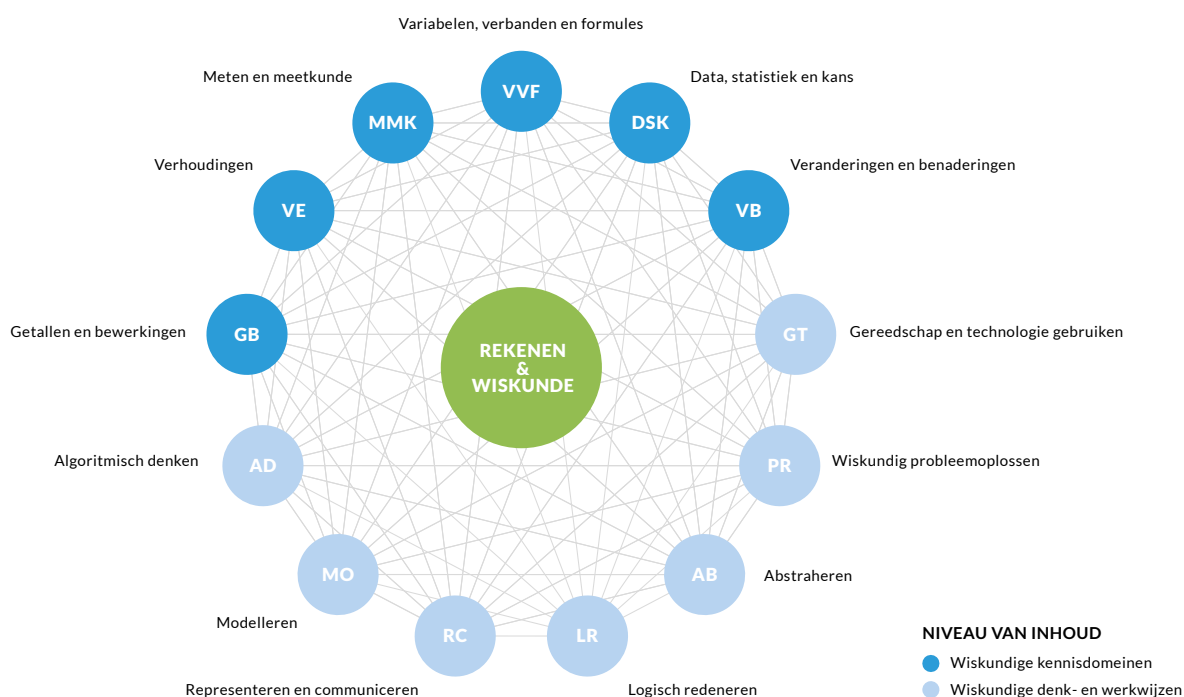 Variabelen, verbanden en formules
VVF
Meten en meetkunde
MMK
Data, statistiek en kans
DSK
Verhoudingen
VE
Veranderingen en benaderingen
VB
Getallen en bewerkingen
GB
Gereedschap en technologie gebruiken
GT
REKENEN
&
WISKUNDE
Algoritmisch denken
AD
Wiskundig probleemoplossen
PR
Modelleren
MO
Abstraheren
AB
Representeren en communiceren
RC
Logisch redeneren
LR
NIVEAU VAN INHOUD
Wiskundige kennisdomeinen
Wiskundige denk- en werkwijzen